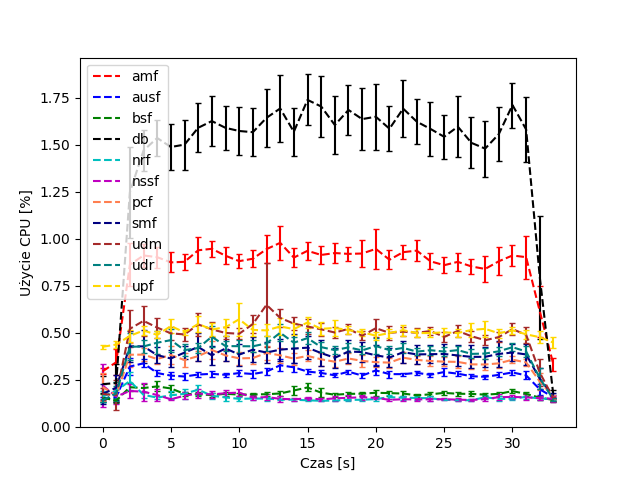 1.75
1.50
1.25
1.00
0.75
0.50
0.25
0.00
Użycie CPU [%]
amf
ausf
bsf
db
nrf
nssf
pcf
smf
udm
udr
upf
0 5 10 15 20 25 30
Czas [s]